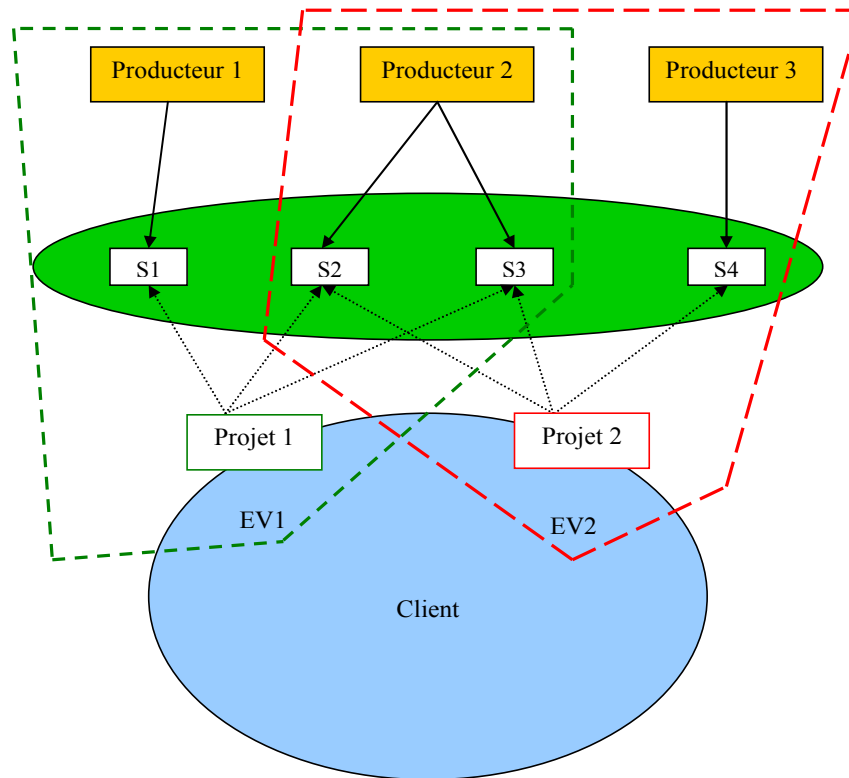 Producteur 1
Producteur 2
Producteur 3
S1
S2
S3
S4
Projet 1
Projet 2
EV1
EV2
Client